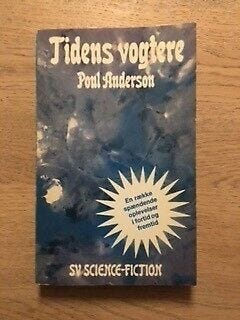 Tidens vogtere
Poul Anderson
En række
spændende
oplevelser
i fortid og
fremtid
SV SCIENCE-FICTION